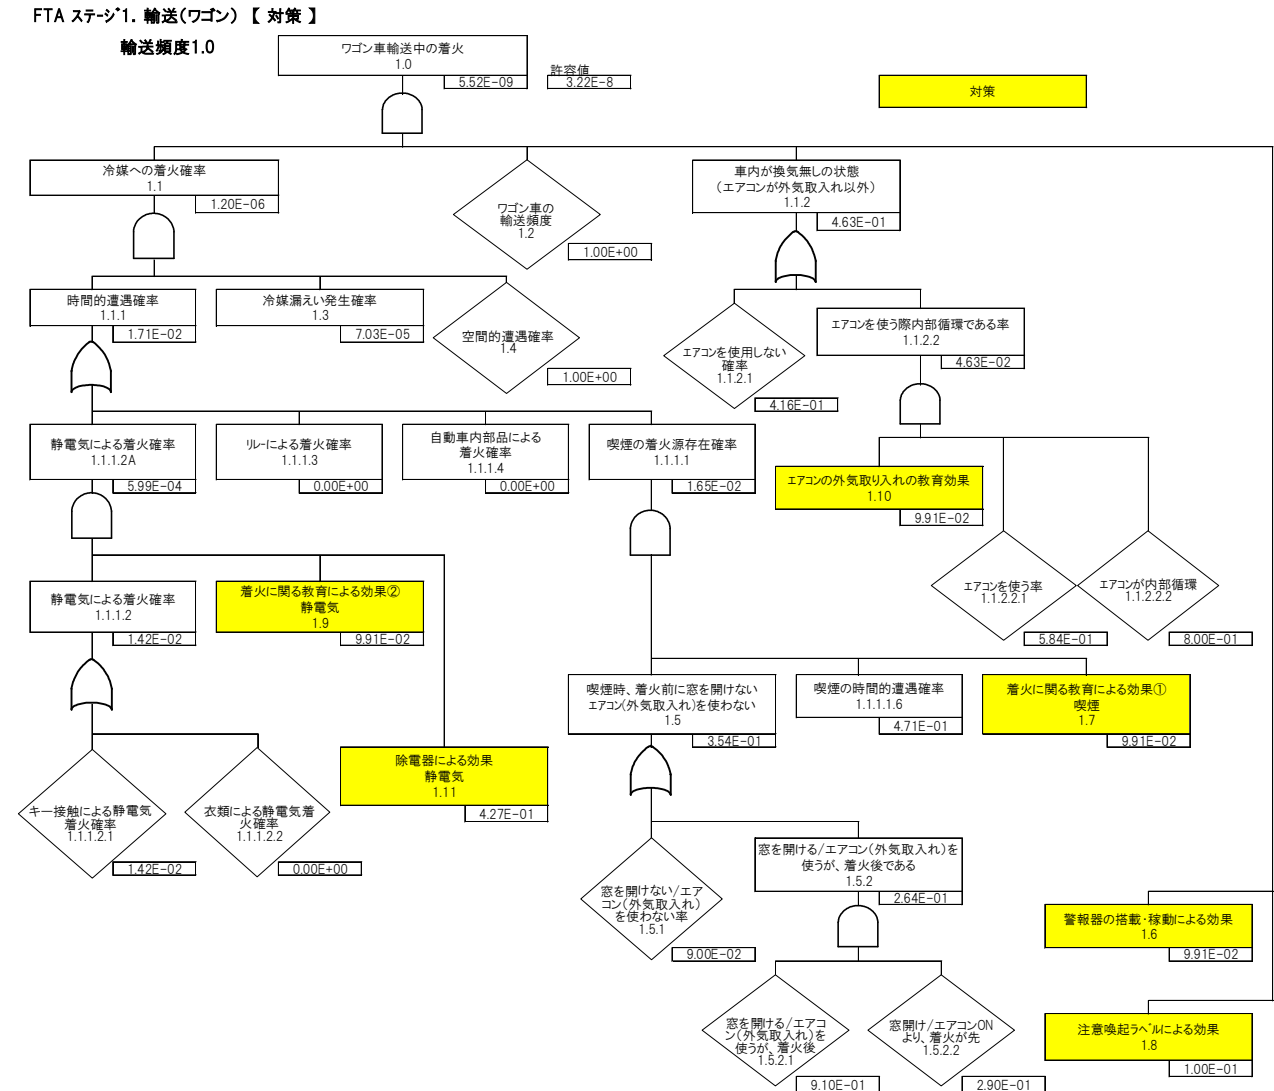 FTA ステージ1. 輸送(ワゴン) 【 対策 】
輸送頻度1.0
ワゴン車輸送中の着火
1.0
5.52E-09
許容値
3.22E-8
対策
冷媒への着火確率
1.1
1.20E-06
ワゴン車の
輸送頻度
1.2
1.00E+00
車内が換気無しの状態
(エアコンが外気取入れ以外)
1.1.2
4.63E-01
時間的遭遇確率
1.1.1
1.71E-02
冷媒漏えい発生確率
1.3
7.03E-05
空間的遭遇確率
1.4
1.00E+00
エアコンを使用しない
確率
1.1.2.1
4.16E-01
エアコンを使う際内部循環である率
1.1.2.2
4.63E-02
静電気による着火確率
1.1.1.2A
5.99E-04
リレーによる着火確率
1.1.1.3
0.00E+00
自動車内部品による
着火確率
1.1.1.4
0.00E+00
喫煙の着火源存在確率
1.1.1.1
1.65E-02
エアコンの外気取り入れの教育効果
1.10
9.91E-02
エアコンを使う率
1.1.2.2.1
5.84E-01
エアコンが内部循環
1.1.2.2.2
8.00E-01
静電気による着火確率
1.1.1.2
1.42E-02
着火に関る教育による効果②
静電気
1.9
9.91E-02
喫煙時、着火前に窓を開けない
エアコン(外気取入れ)を使わない
1.5
3.54E-01
喫煙の時間的遭遇確率
1.1.1.1.6
4.71E-01
着火に関る教育による効果①
喫煙
1.7
9.91E-02
キー接触による静電気
着火確率
1.1.1.2.1
1.42E-02
衣類による静電気着
火確率
1.1.1.2.2
0.00E+00
除電器による効果
静電気
1.11
4.27E-01
窓を開けない/エア
コン(外気取入れ)
を使わない率
1.5.1
9.00E-02
窓を開ける/エアコン(外気取入れ)を
使うが、着火後である
1.5.2
2.64E-01
警報器の搭載・稼動による効果
1.6
9.91E-02
窓を開ける/エアコ
ン(外気取入れ)を
使うが、着火後
1.5.2.1
9.10E-01
窓開け/エアコンON
より、着火が先
1.5.2.2
2.90E-01
注意喚起ラベルによる効果
1.8
1.00E-01